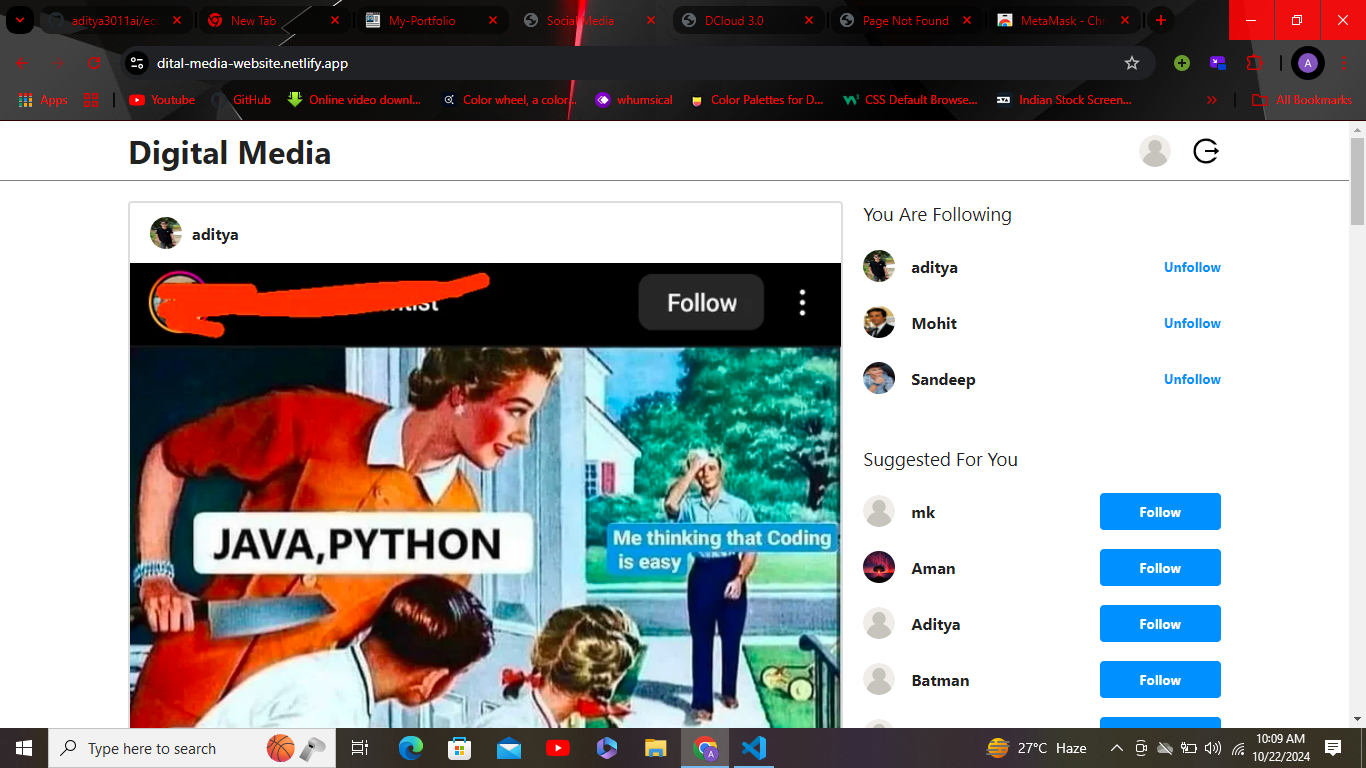 aditya3011ai/ec
New Tab
My-Portfolio
Social Media
DCloud 3.0
Page Not Found
MetaMask - Chr
dital-media-website.netlify.app
A
Apps
Youtube
GitHub
Online video downl...
Color wheel, a color...
whumsical
Color Palettes for D...
CSS Default Browse...
Indian Stock Screen...
»
All Bookmarks
Digital Media
aditya
Follow
JAVA,PYTHON
Me thinking that Coding
is easy
You Are Following
aditya Unfollow
Mohit Unfollow
Sandeep Unfollow
Suggested For You
mk Follow
Aman Follow
Aditya Follow
Batman Follow
Type here to search
27°C Haze
10:09 AM
10/22/2024